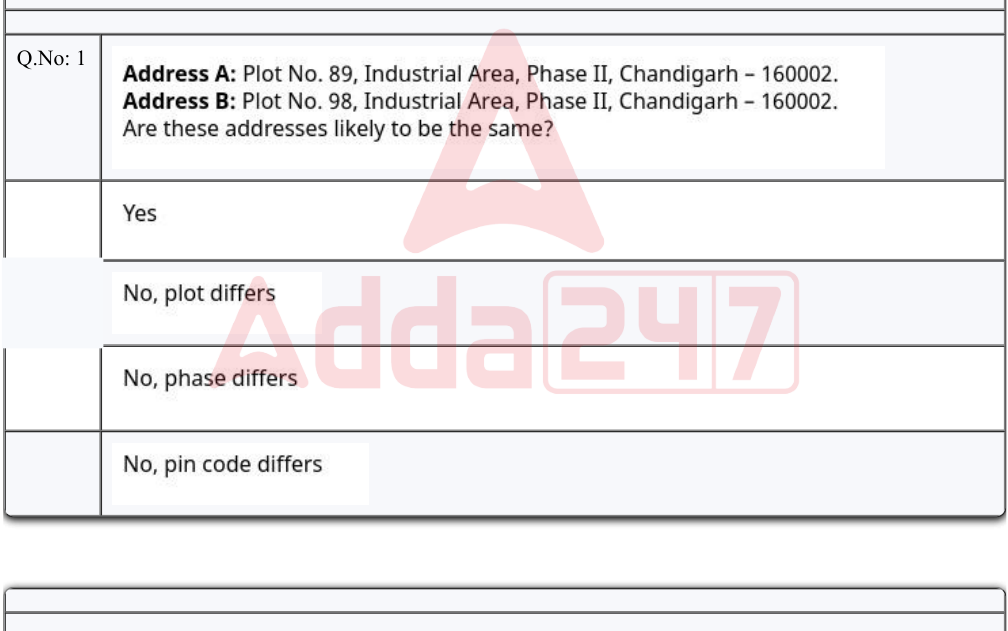 Q.No: 1
Address A: Plot No. 89, Industrial Area, Phase II, Chandigarh – 160002.
Address B: Plot No. 98, Industrial Area, Phase II, Chandigarh – 160002.
Are these addresses likely to be the same?
Yes
No, plot differs
No, phase differs
No, pin code differs
Adda247